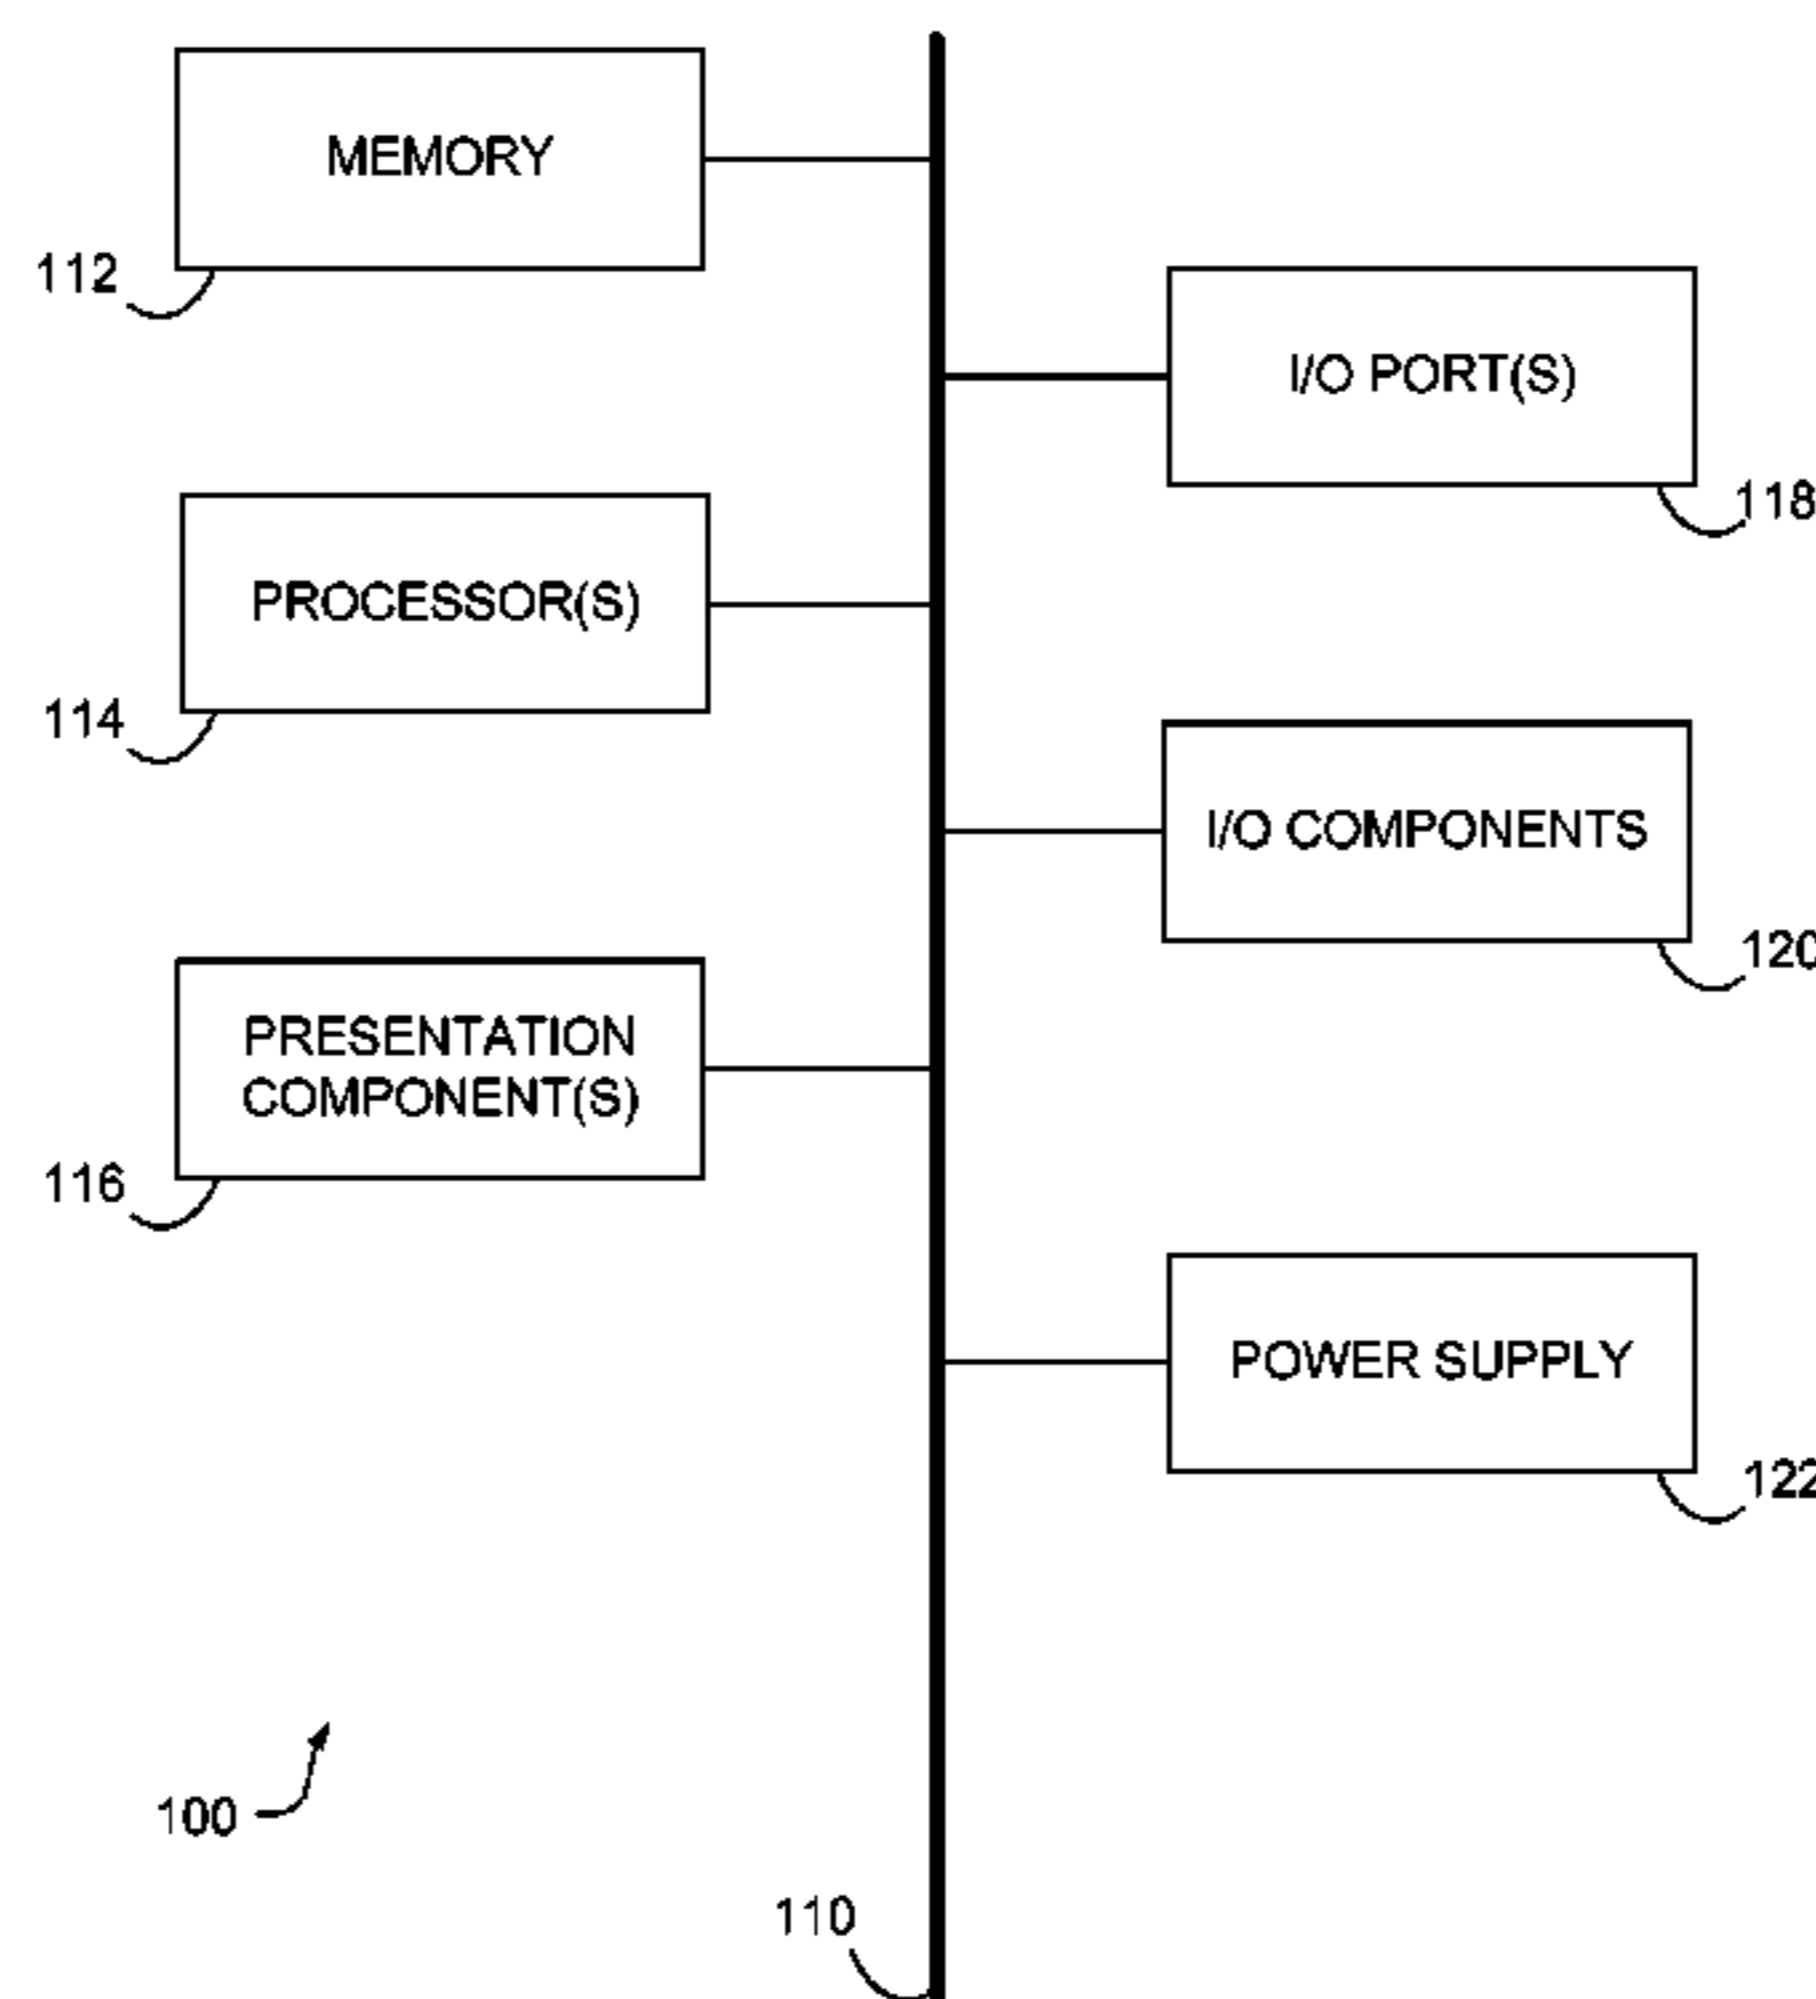 MEMORY
112
I/O PORT(S)
118
PROCESSOR(S)
114
I/O COMPONENTS
120
PRESENTATION
COMPONENT(S)
116
POWER SUPPLY
122
100
110